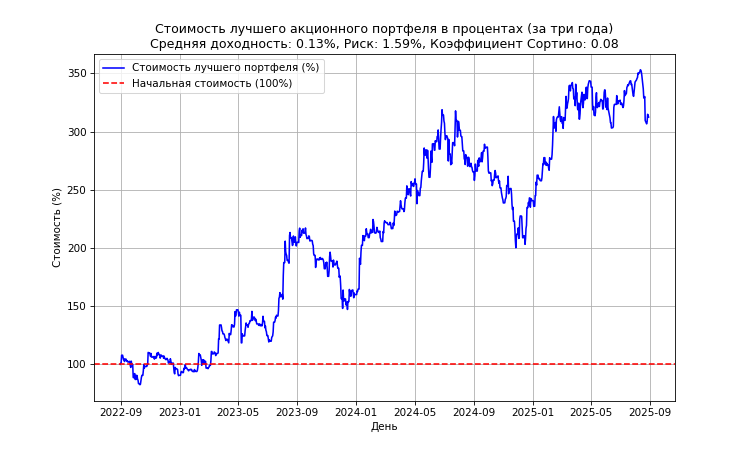 Стоимость лучшего акционного портфеля в процентах (за три года)
Средняя доходность: 0.13%, Риск: 1.59%, Коэффициент Сортино: 0.08
Стоимость лучшего портфеля (%)
Начальная стоимость (100%)
Стоимость (%)
350
300
250
200
150
100
2022-09 2023-01 2023-05 2023-09 2024-01 2024-05 2024-09 2025-01 2025-05 2025-09
День